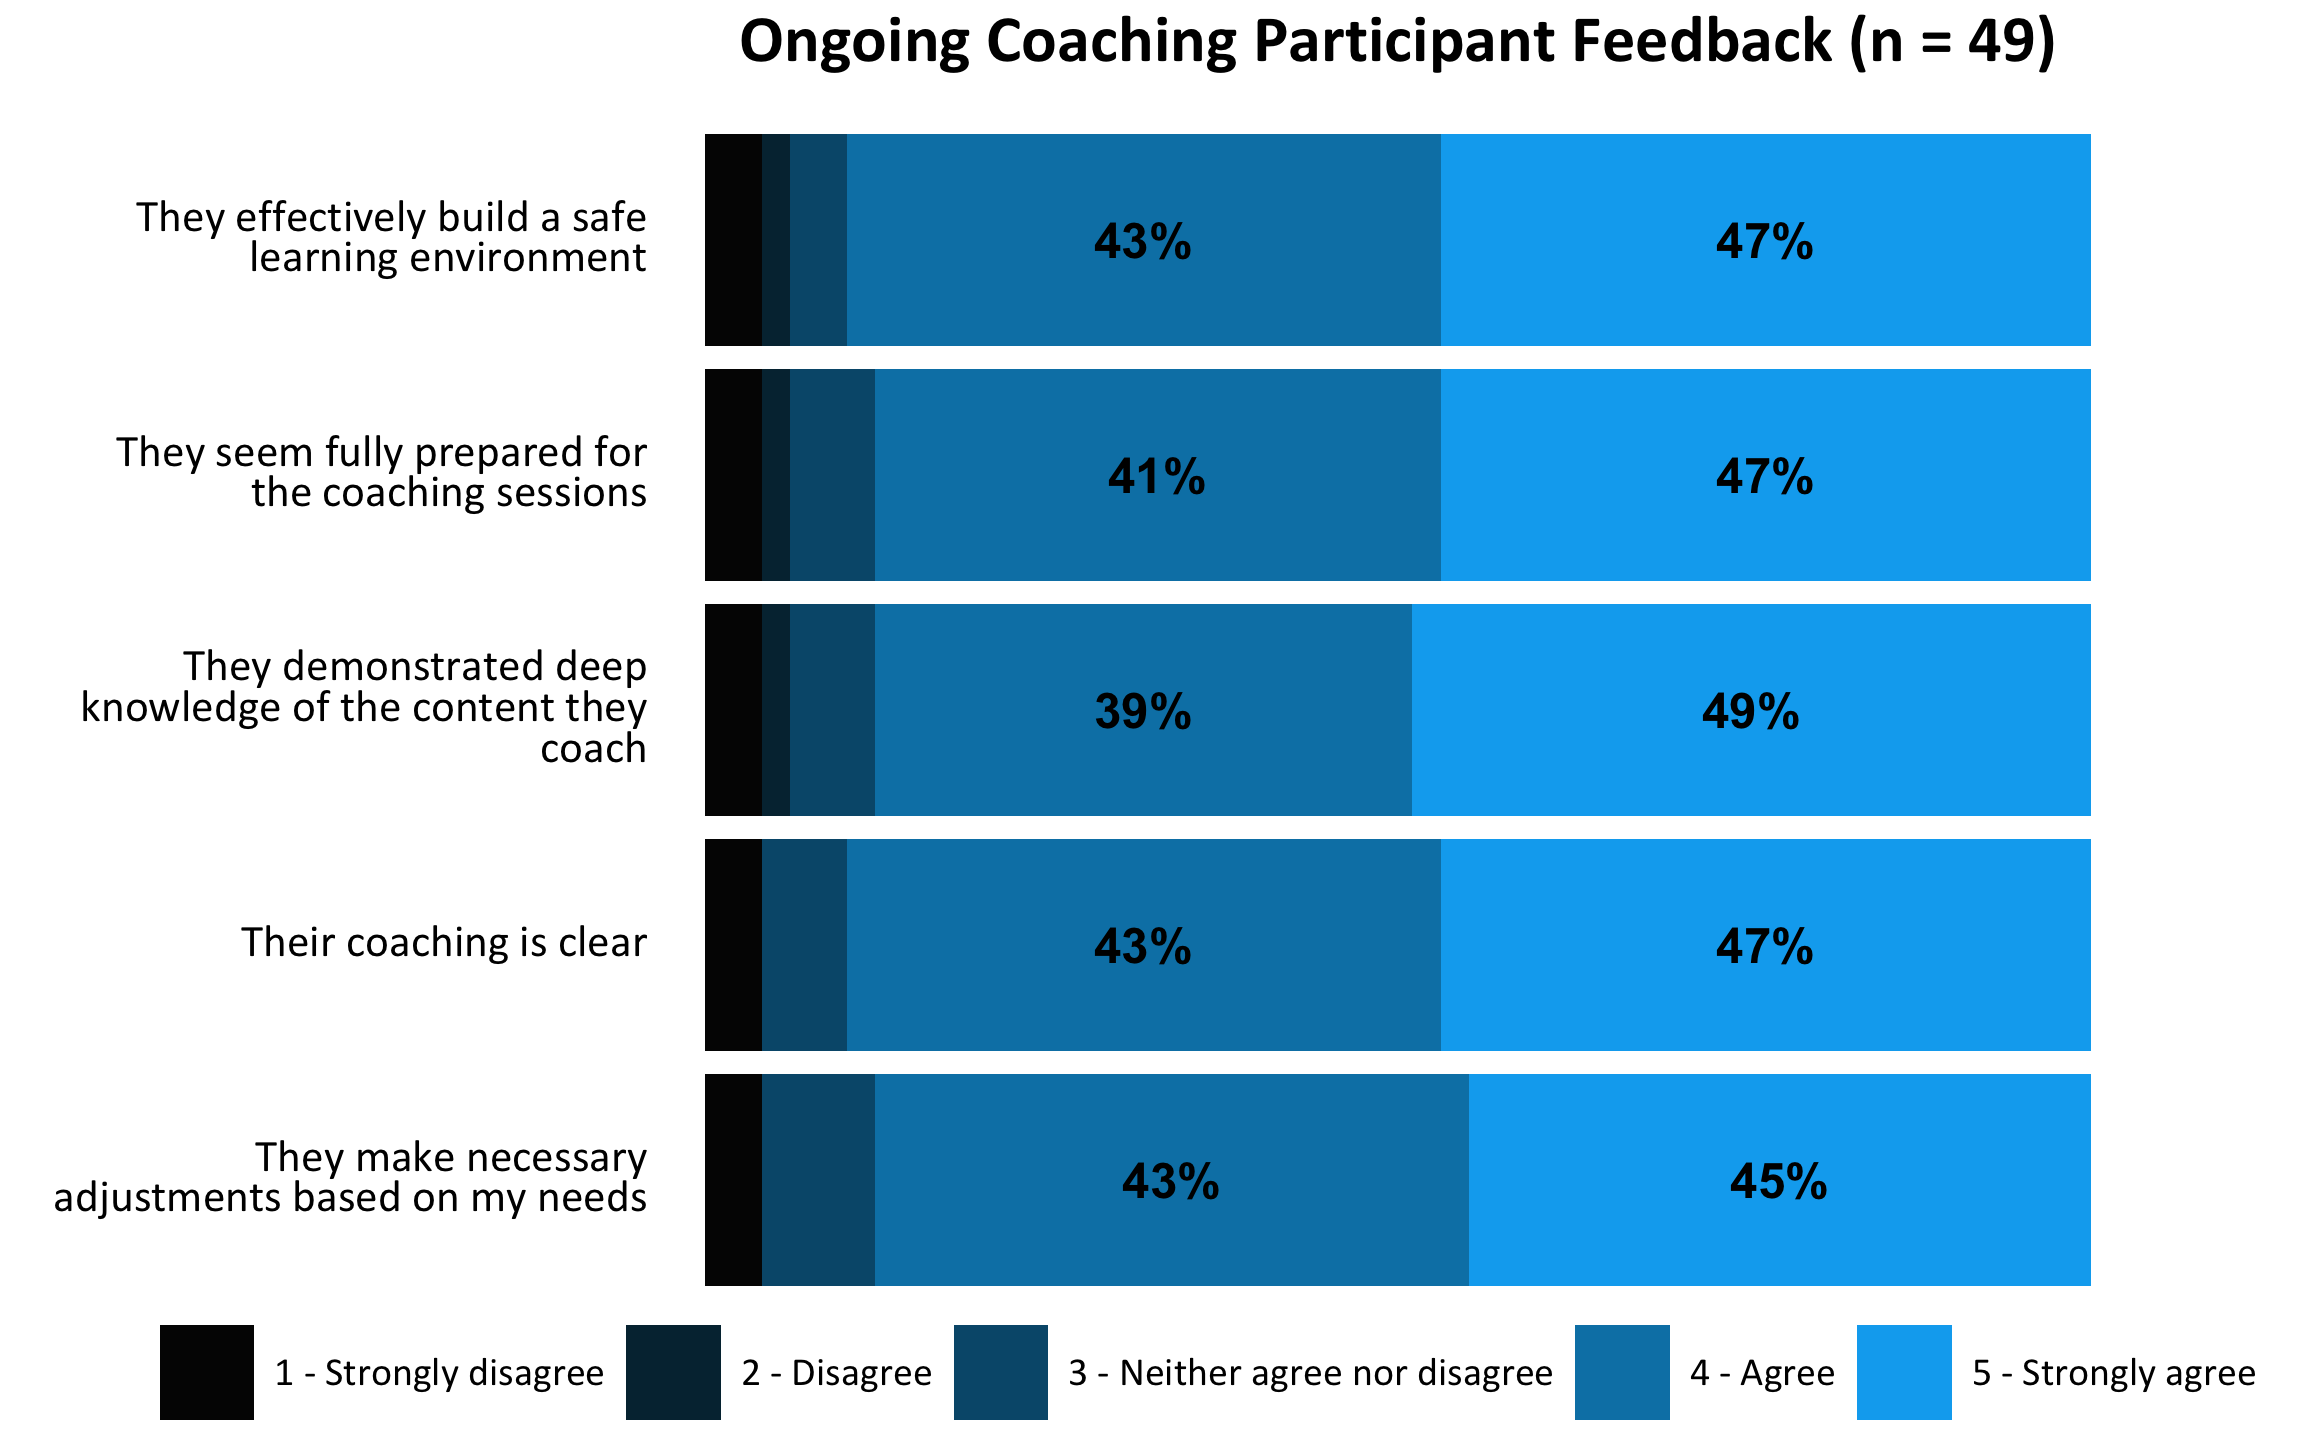 Ongoing Coaching Participant Feedback (n = 49)
They effectively build a safe
learning environment
43%
47%
They seem fully prepared for
the coaching sessions
41%
47%
They demonstrated deep
knowledge of the content they
coach
39%
49%
Their coaching is clear
43%
47%
They make necessary
adjustments based on my needs
43%
45%
1 - Strongly disagree
2 - Disagree
3 - Neither agree nor disagree
4 - Agree
5 - Strongly agree